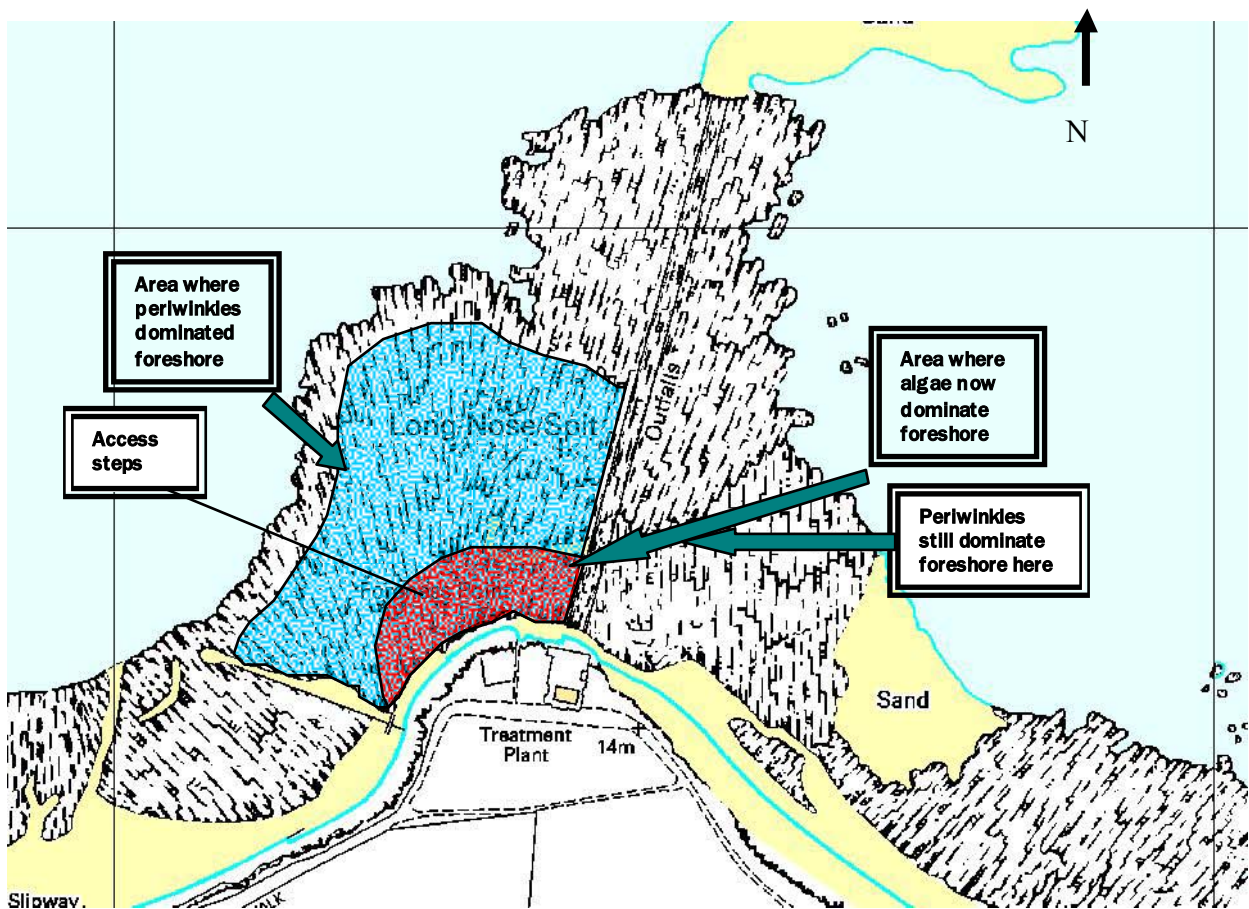 N
Area where
periwinkles
dominated
foreshore
Access
steps
Area where
algae now
dominate
foreshore
Periwinkles
still dominate
foreshore here
Long Nose Spit
Outfalls
Sand
Treatment
Plant
14m
Slipway